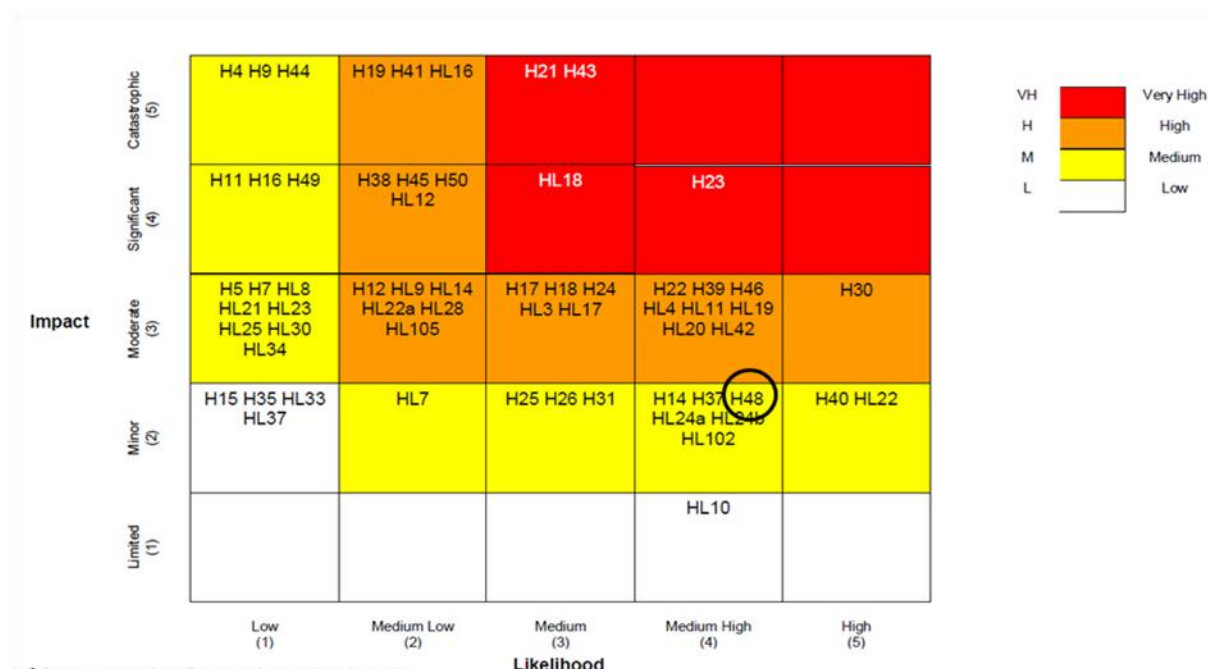 Impact
Catastrophic
(5)
H4 H9 H44
H19 H41 HL16
H21 H43
Significant
(4)
H11 H16 H49
H38 H45 H50
HL12
HL18
H23
Moderate
(3)
H5 H7 HL8
HL21 HL23
HL25 HL30
HL34
H12 HL9 HL14
HL22a HL28
HL105
H17 H18 H24
HL3 HL17
H22 H39 H46
HL4 HL11 HL19
HL20 HL42
H30
Minor
(2)
H15 H35 HL33
HL37
HL7
H25 H26 H31
H14 H37 H48
HL24a HL24b
HL102
H40 HL22
Limited
(1)
HL10
Low
(1)
Medium Low
(2)
Medium
(3)
Medium High
(4)
High
(5)
Likelihood
VH Very High
H High
M Medium
L Low